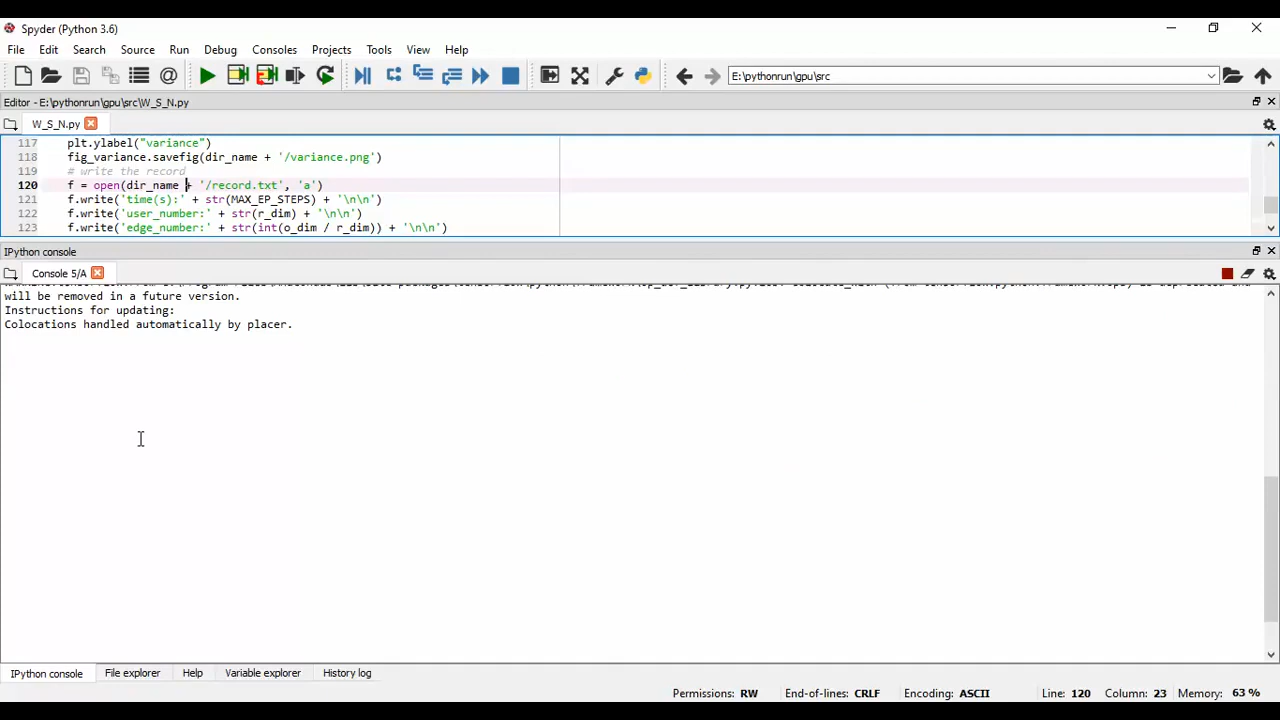 Spyder (Python 3.6)
File Edit Search Source Run Debug Consoles Projects Tools View Help
E:\pythonrun\gpu\src
Editor - E:\pythonrun\gpu\src\W_S_N.py
W_S_N.py
117 plt.ylabel("variance")
118 fig_variance.savefig(dir_name + '/variance.png')
119 # write the record
120 f = open(dir_name + '/record.txt', 'a')
121 f.write('time(s):' + str(MAX_EP_STEPS) + '\n\n')
122 f.write('user_number:' + str(r_dim) + '\n\n')
123 f.write('edge_number:' + str(int(o_dim / r_dim)) + '\n\n')
IPython console
Console 5/A
will be removed in a future version.
Instructions for updating:
Colocations handled automatically by placer.
IPython console File explorer Help Variable explorer History log
Permissions: RW End-of-lines: CRLF Encoding: ASCII Line: 120 Column: 23 Memory: 63 %